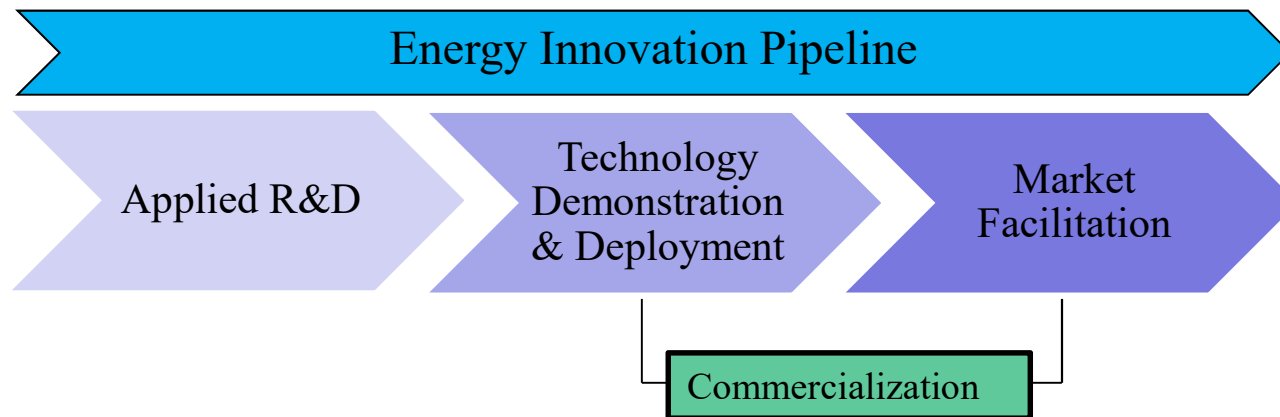 Energy Innovation Pipeline
Applied R&D
Technology
Demonstration
& Deployment
Market
Facilitation
Commercialization